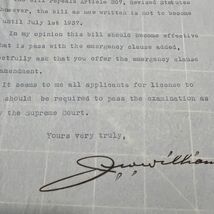 bill repeals Article 307, Revised Statutes
however, the bill as now written is not to become
until July 1st 1937.
In my opinion this bill should become effective
that is pass with the emergency clause added,
respectfully ask that you offer the emergency clause
amendment.
It seems to me all applicants for license to
should be required to pass the examination as
by the Supreme Court.
Yours very truly,